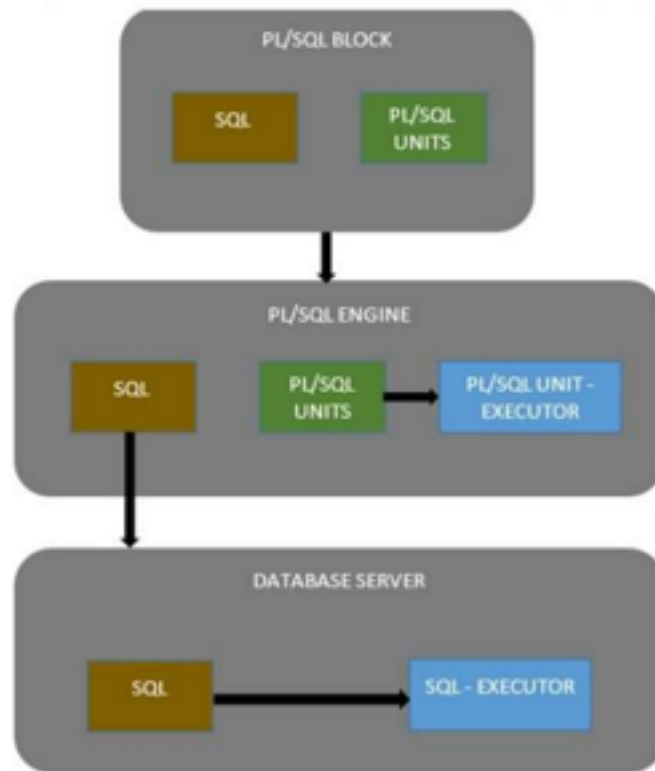 PL/SQL BLOCK
SQL
PL/SQL
UNITS
PL/SQL ENGINE
SQL
PL/SQL
UNITS
PL/SQL UNIT -
EXECUTOR
DATABASE SERVER
SQL
SQL - EXECUTOR